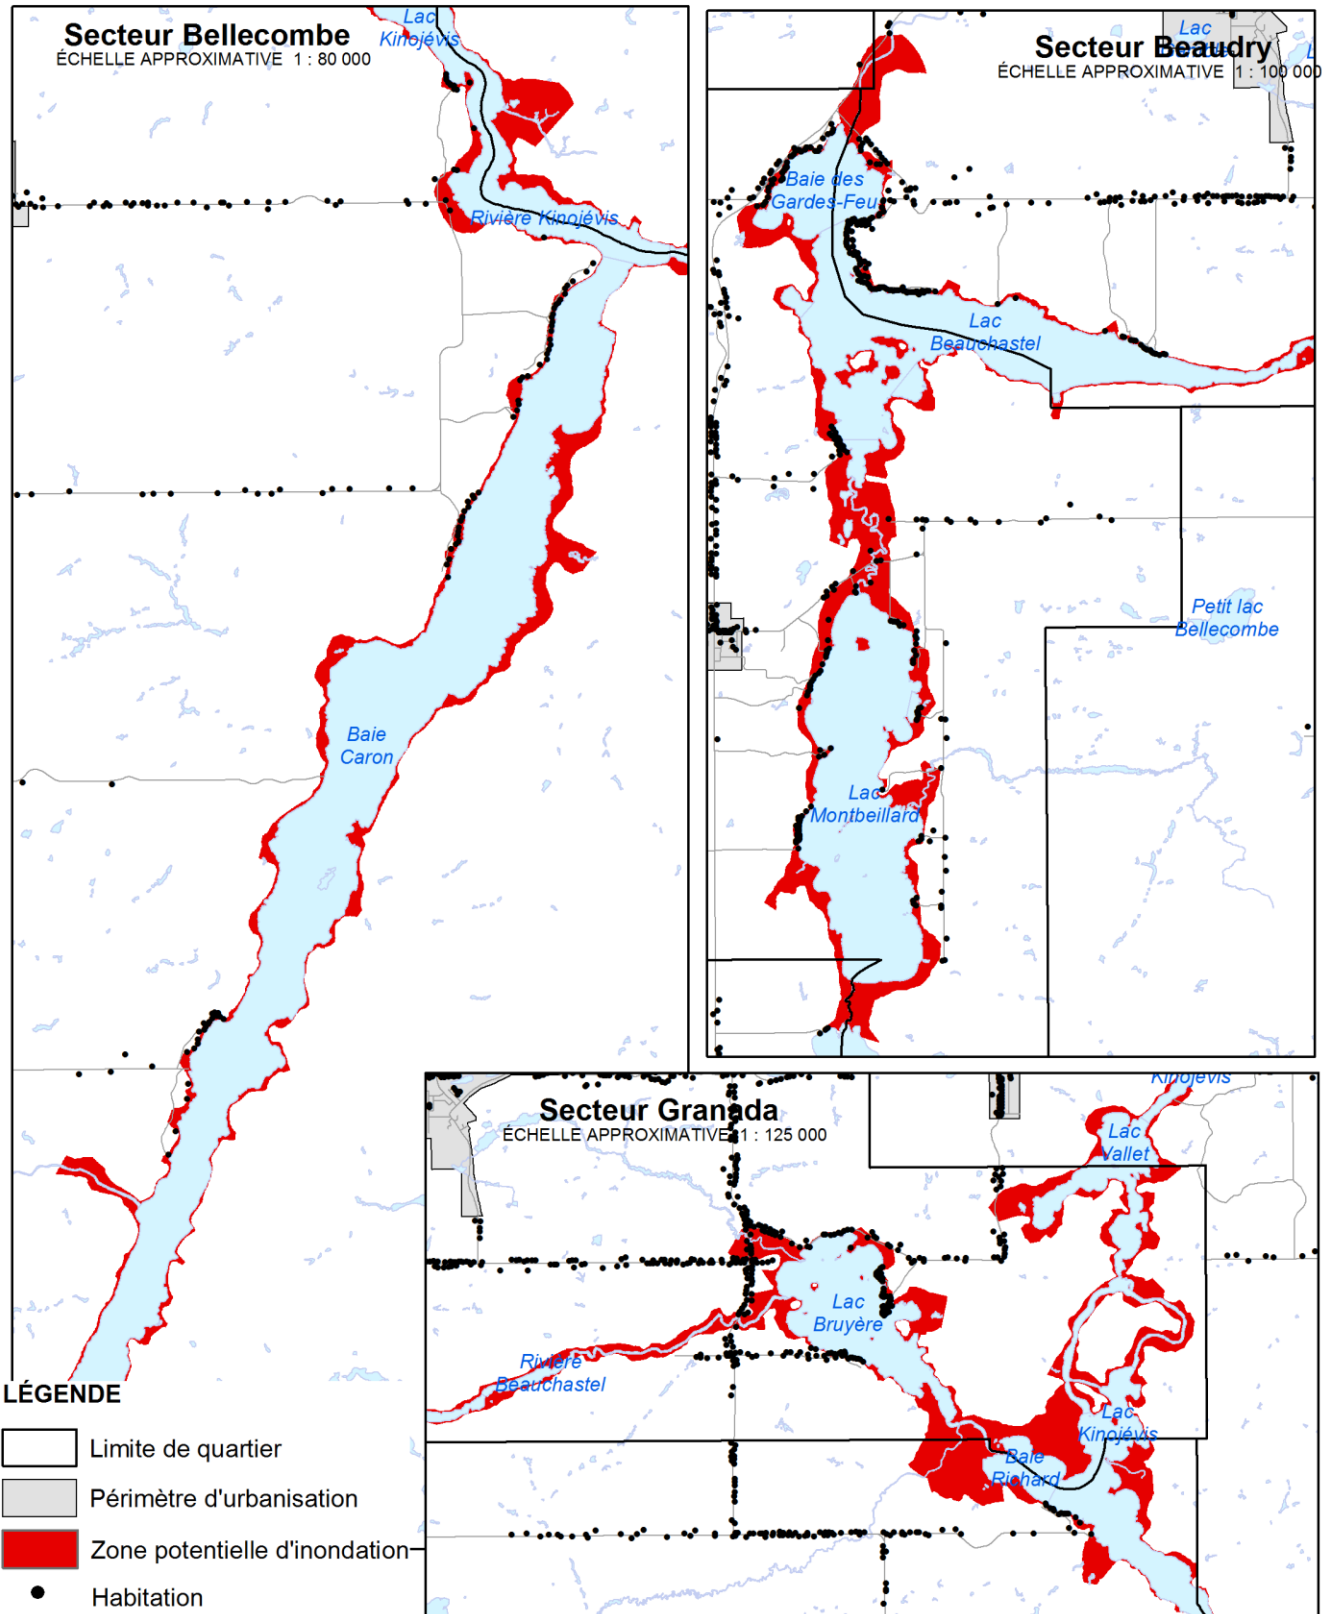 Secteur Bellecombe
ÉCHELLE APPROXIMATIVE 1 : 80 000
Lac
Kinojévis
Rivière Kinojévis
Baie
Caron
Secteur Beaudry
ÉCHELLE APPROXIMATIVE 1 : 100 000
Lac
Baie des
Gardes-Feu
Lac
Beauchastel
Petit lac
Bellecombe
Lac
Montbeillard
Secteur Granada
ÉCHELLE APPROXIMATIVE 1 : 125 000
Kinojévis
Lac
Vallet
Lac
Bruyère
Rivière
Beauchastel
Lac
Kinojévis
Baie
Richard
LÉGENDE
Limite de quartier
Périmètre d'urbanisation
Zone potentielle d'inondation
Habitation